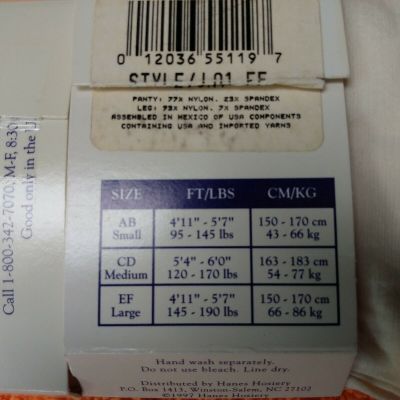 0 12036 55119 7
STYLE/J.01 EF
PANTY: 77% NYLON, 23% SPANDEX
LEG: 93% NYLON, 7% SPANDEX
ASSEMBLED IN MEXICO OF USA COMPONENTS
CONTAINING USA AND IMPORTED YARNS
SIZE FT/LBS CM/KG
AB 4'11" - 5'7" 150 - 170 cm
Small 95 - 145 lbs 43 - 66 kg
CD 5'4" - 6'0" 163 - 183 cm
Medium 120 - 170 lbs 54 - 77 kg
EF 4'11" - 5'7" 150 - 170 cm
Large 145 - 190 lbs 66 - 86 kg
Hand wash separately.
Do not use bleach. Line dry.
Distributed by Hanes Hosiery
P.O. Box 1413, Winston-Salem, NC 27102
©1997 Hanes Hosiery
Call 1-800-342-7070, M-F, 8:30
Good only in the